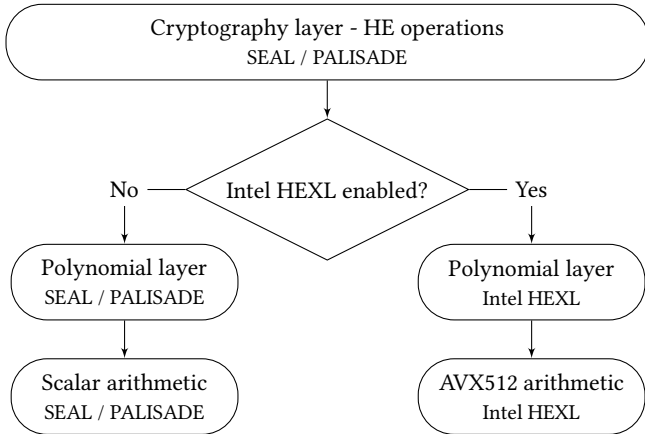 Cryptography layer - HE operations
SEAL / PALISADE
Intel HEXL enabled?
No
Yes
Polynomial layer
SEAL / PALISADE
Polynomial layer
Intel HEXL
Scalar arithmetic
SEAL / PALISADE
AVX512 arithmetic
Intel HEXL